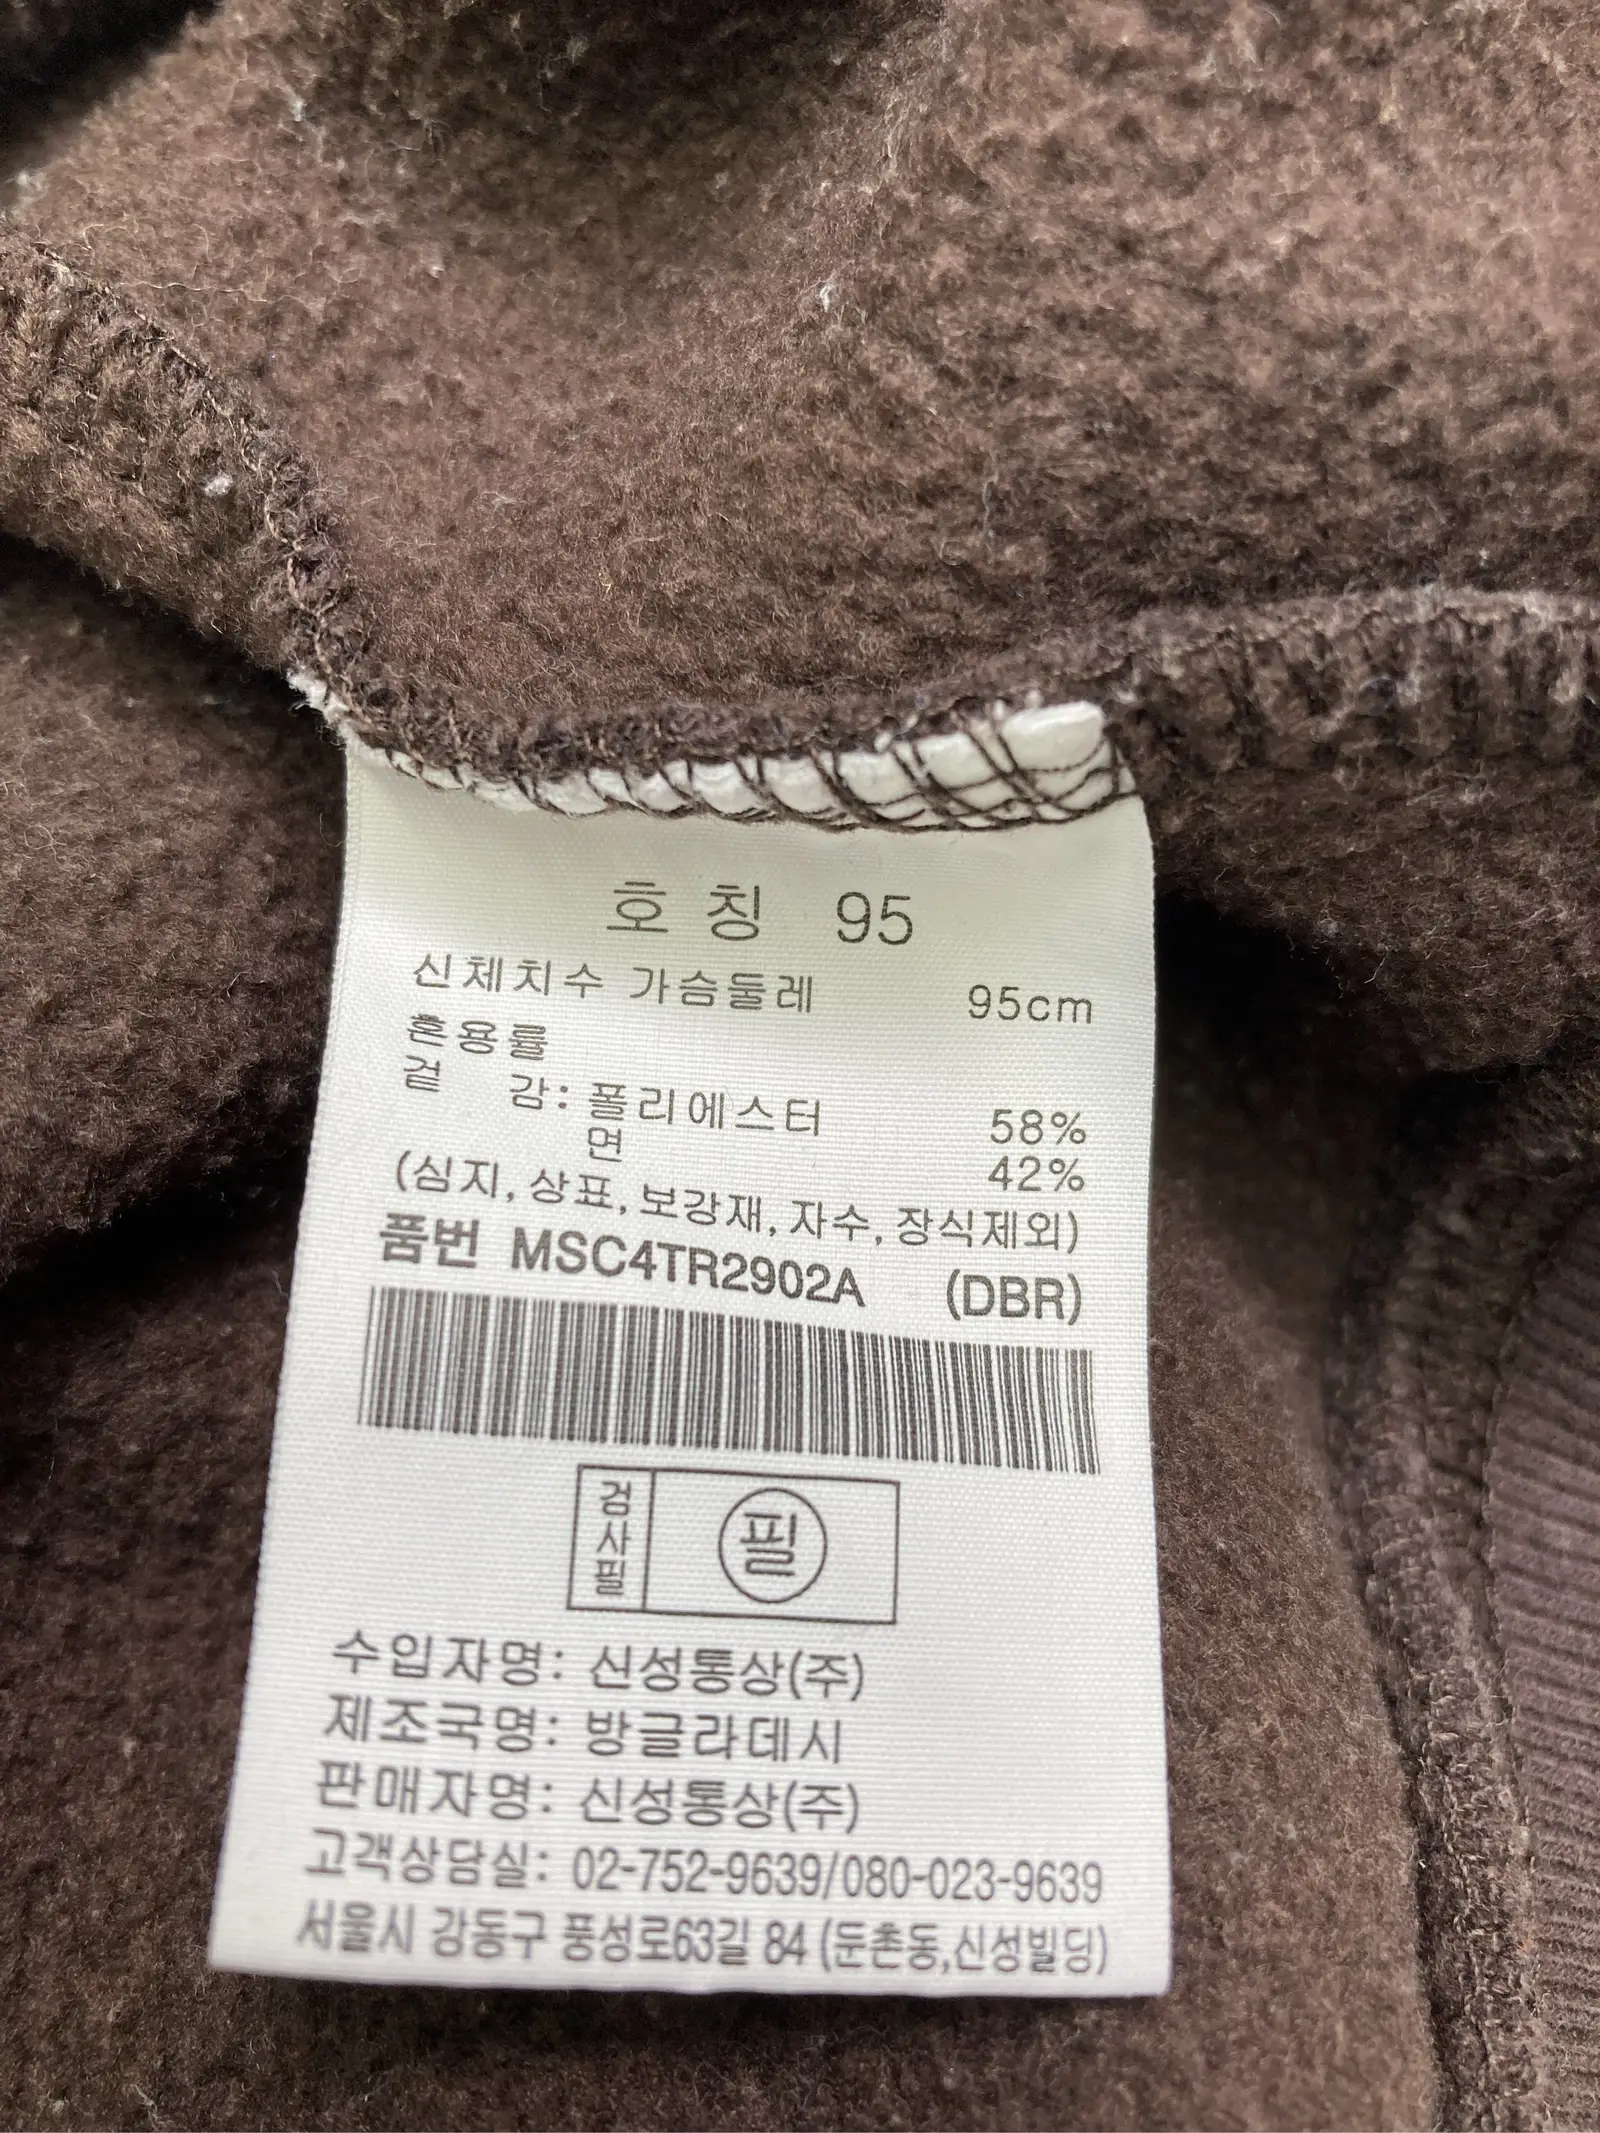 호 칭 95
신체치수 가슴둘레 95cm
혼용률
겉 감: 폴리에스터 58%
면 42%
(심지, 상표, 보강재, 자수, 장식제외)
품번 MSC4TR2902A (DBR)
검사필 필
수입자명: 신성통상(주)
제조국명: 방글라데시
판매자명: 신성통상(주)
고객상담실: 02-752-9639/080-023-9639
서울시 강동구 풍성로63길 84 (둔촌동,신성빌딩)